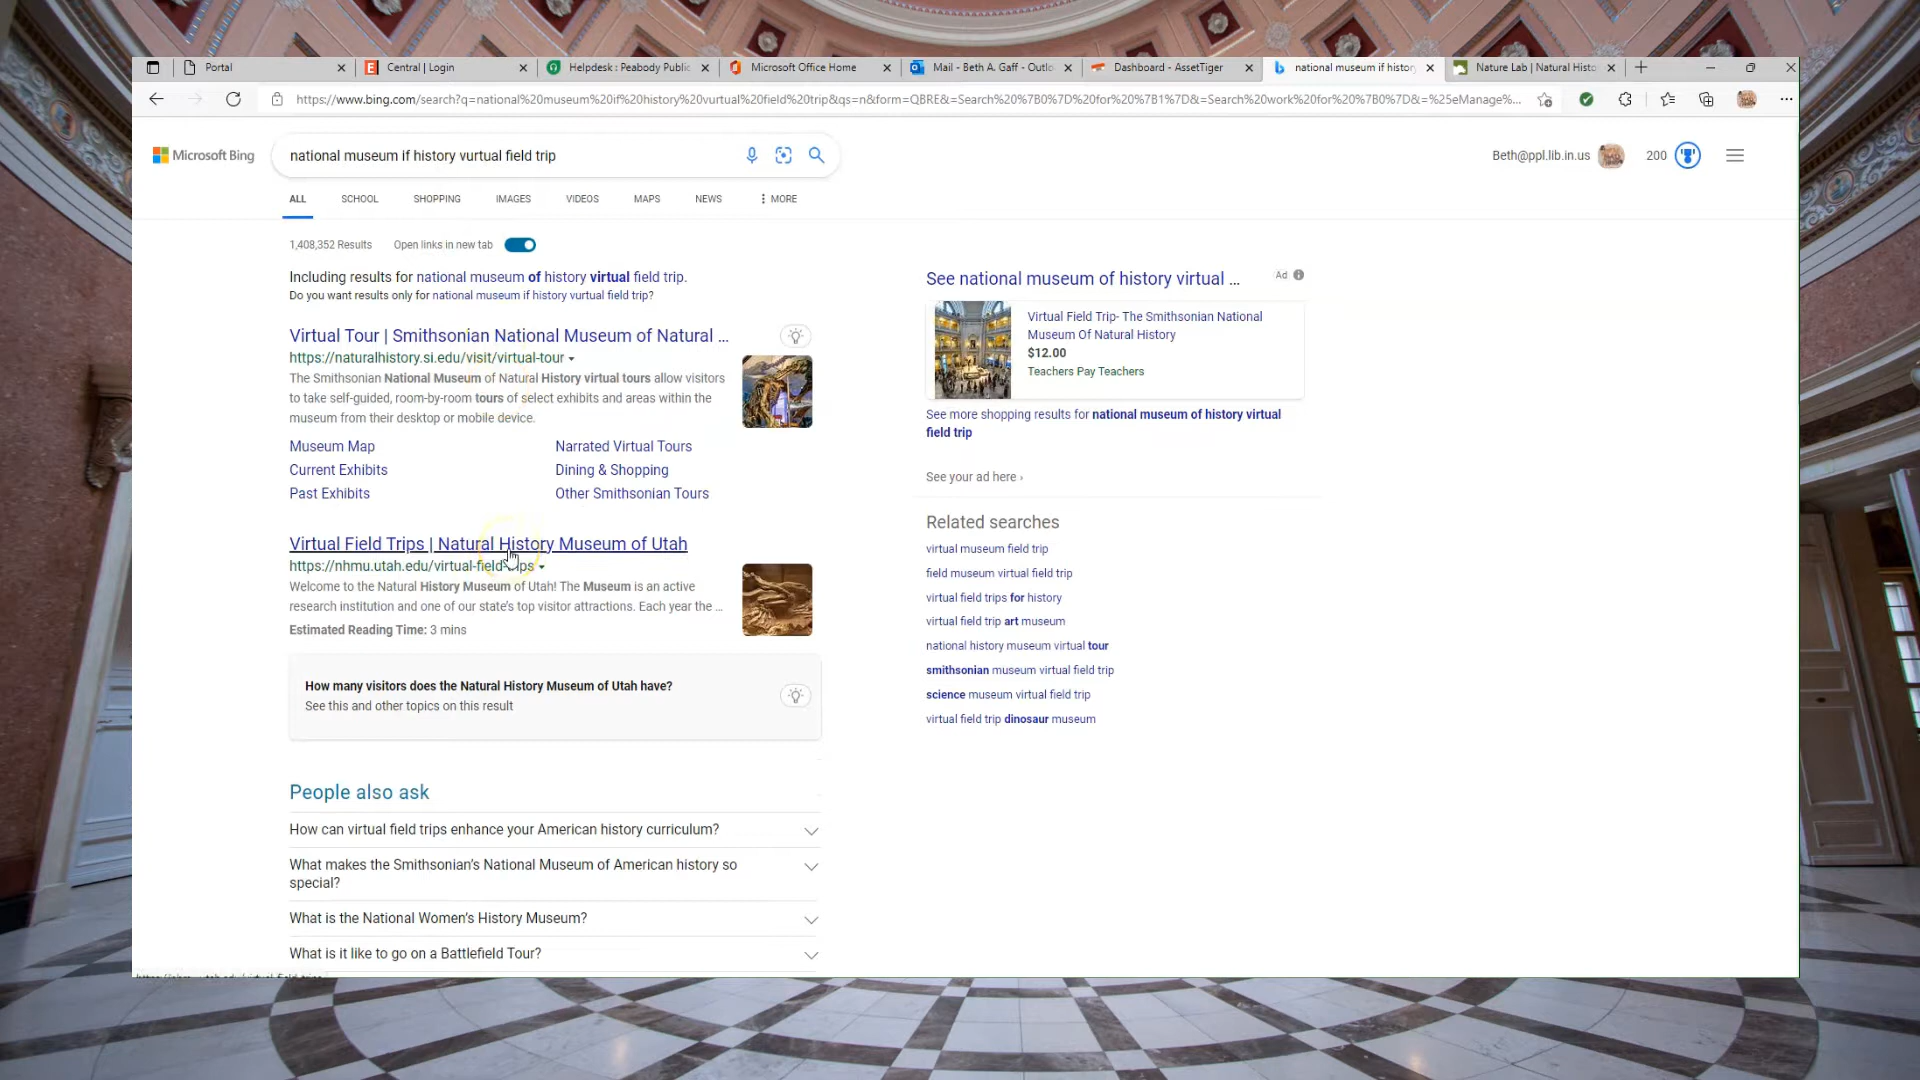 Portal
Central | Login
Helpdesk : Peabody Public
Microsoft Office Home
Mail - Beth A. Gaff - Outlo
Dashboard - AssetTiger
national museum if history
Nature Lab | Natural Histo
https://www.bing.com/search?q=national%20museum%20if%20history%20vurtual%20field%20trip&qs=n&form=QBRE&=Search%20%7B0%7D%20for%20%7B1%7D&=Search%20work%20for%20%7B0%7D&=%25eManage%...
Microsoft Bing
national museum if history vurtual field trip
Beth@ppl.lib.in.us
200
ALL
SCHOOL
SHOPPING
IMAGES
VIDEOS
MAPS
NEWS
MORE
1,408,352 Results
Open links in new tab
Including results for national museum of history virtual field trip.
Do you want results only for national museum if history vurtual field trip?
Virtual Tour | Smithsonian National Museum of Natural ...
https://naturalhistory.si.edu/visit/virtual-tour
The Smithsonian National Museum of Natural History virtual tours allow visitors
to take self-guided, room-by-room tours of select exhibits and areas within the
museum from their desktop or mobile device.
Museum Map
Narrated Virtual Tours
Current Exhibits
Dining & Shopping
Past Exhibits
Other Smithsonian Tours
Virtual Field Trips | Natural History Museum of Utah
https://nhmu.utah.edu/virtual-field-trips
Welcome to the Natural History Museum of Utah! The Museum is an active
research institution and one of our state's top visitor attractions. Each year the ...
Estimated Reading Time: 3 mins
How many visitors does the Natural History Museum of Utah have?
See this and other topics on this result
People also ask
How can virtual field trips enhance your American history curriculum?
What makes the Smithsonian's National Museum of American history so
special?
What is the National Women's History Museum?
What is it like to go on a Battlefield Tour?
See national museum of history virtual ...
Ad
Virtual Field Trip- The Smithsonian National
Museum Of Natural History
$12.00
Teachers Pay Teachers
See more shopping results for national museum of history virtual
field trip
See your ad here ›
Related searches
virtual museum field trip
field museum virtual field trip
virtual field trips for history
virtual field trip art museum
national history museum virtual tour
smithsonian museum virtual field trip
science museum virtual field trip
virtual field trip dinosaur museum